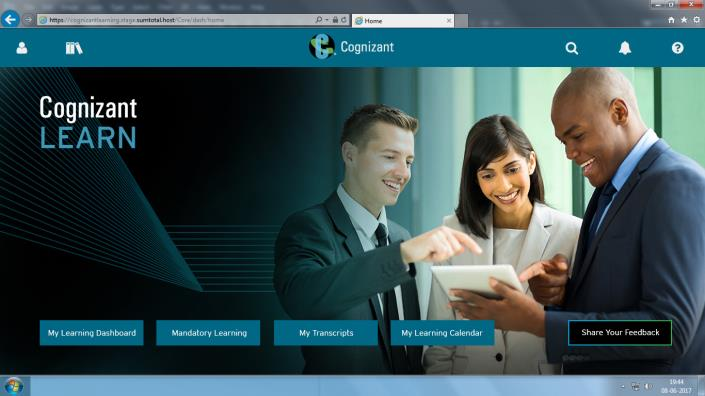 https://cognizantlearning.stage.sumtotal.host/Core/dash/home
Home
Cognizant
Cognizant
LEARN
My Learning Dashboard
Mandatory Learning
My Transcripts
My Learning Calendar
Share Your Feedback
19:44
08-06-2017